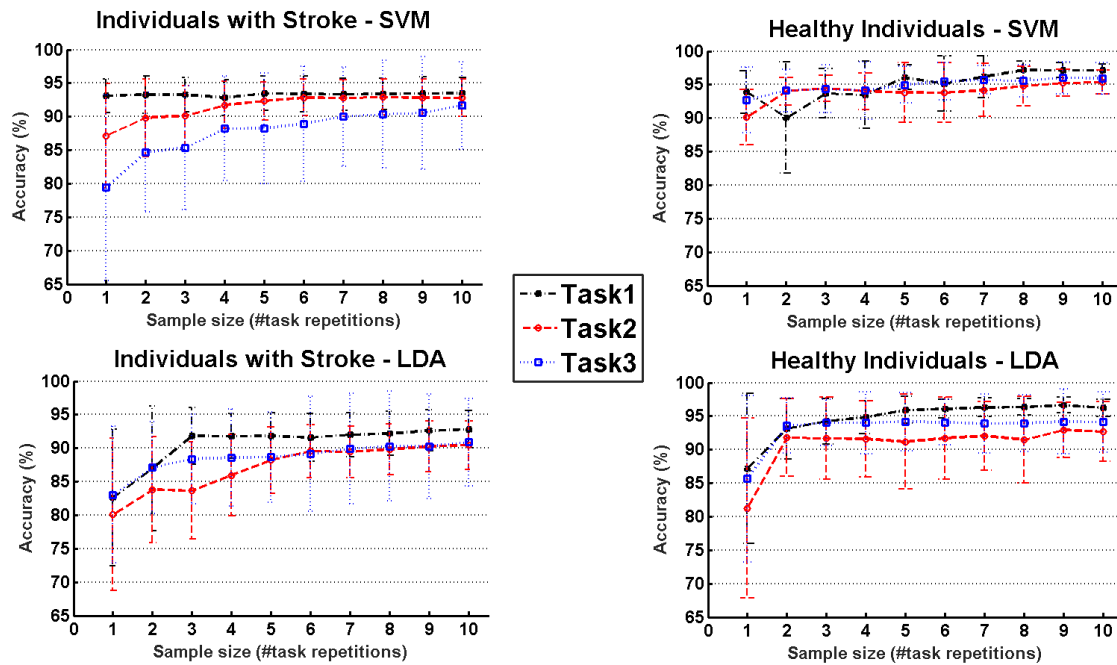 Individuals with Stroke - SVM
Accuracy (%)
100
95
90
85
80
75
70
65
0 1 2 3 4 5 6 7 8 9 10
Sample size (#task repetitions)
Healthy Individuals - SVM
Accuracy (%)
100
95
90
85
80
75
70
65
0 1 2 3 4 5 6 7 8 9 10
Sample size (#task repetitions)
Task1
Task2
Task3
Individuals with Stroke - LDA
Accuracy (%)
100
95
90
85
80
75
70
65
0 1 2 3 4 5 6 7 8 9 10
Sample size (#task repetitions)
Healthy Individuals - LDA
Accuracy (%)
100
95
90
85
80
75
70
65
0 1 2 3 4 5 6 7 8 9 10
Sample size (#task repetitions)